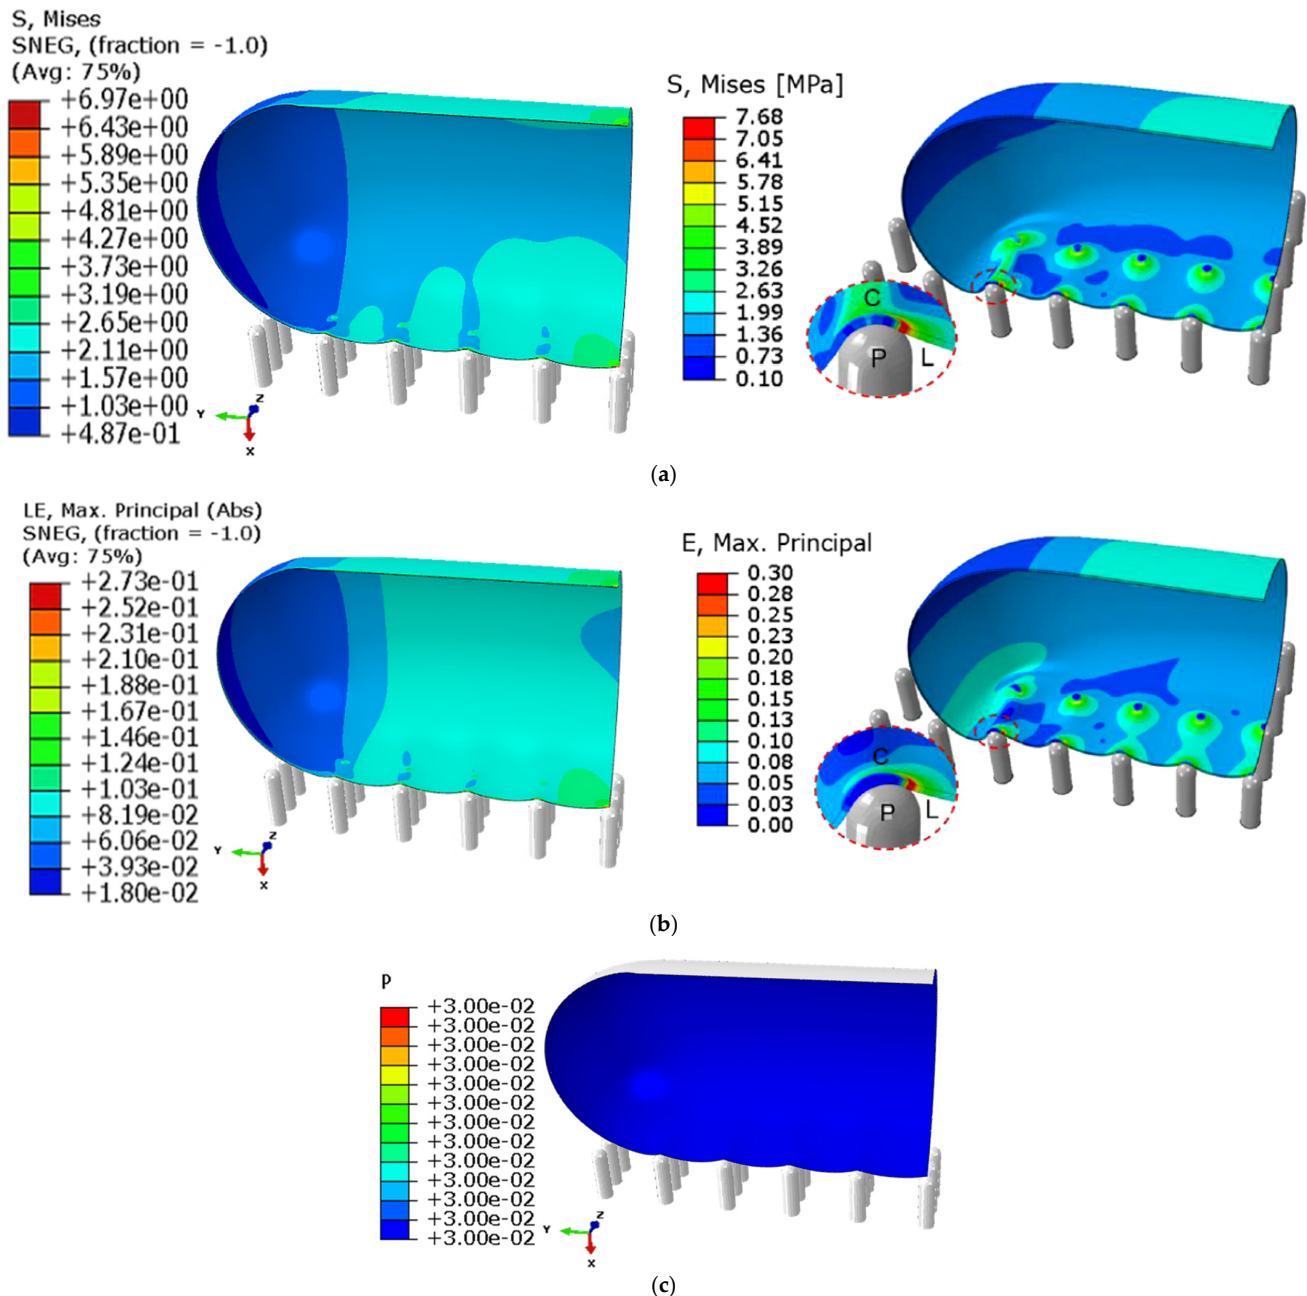 S, Mises
SNEG, (fraction = -1.0)
(Avg: 75%)
+6.97e+00
+6.43e+00
+5.89e+00
+5.35e+00
+4.81e+00
+4.27e+00
+3.73e+00
+3.19e+00
+2.65e+00
+2.11e+00
+1.57e+00
+1.03e+00
+4.87e-01
Y
Z
X
S, Mises [MPa]
7.68
7.05
6.41
5.78
5.15
4.52
3.89
3.26
2.63
1.99
1.36
0.73
0.10
C
P
L
(a)
LE, Max. Principal (Abs)
SNEG, (fraction = -1.0)
(Avg: 75%)
+2.73e-01
+2.52e-01
+2.31e-01
+2.10e-01
+1.88e-01
+1.67e-01
+1.46e-01
+1.24e-01
+1.03e-01
+8.19e-02
+6.06e-02
+3.93e-02
+1.80e-02
Y
Z
X
E, Max. Principal
0.30
0.28
0.25
0.23
0.20
0.18
0.15
0.13
0.10
0.08
0.05
0.03
0.00
C
P
L
(b)
P
+3.00e-02
+3.00e-02
+3.00e-02
+3.00e-02
+3.00e-02
+3.00e-02
+3.00e-02
+3.00e-02
+3.00e-02
+3.00e-02
+3.00e-02
+3.00e-02
+3.00e-02
Y
Z
X
(c)